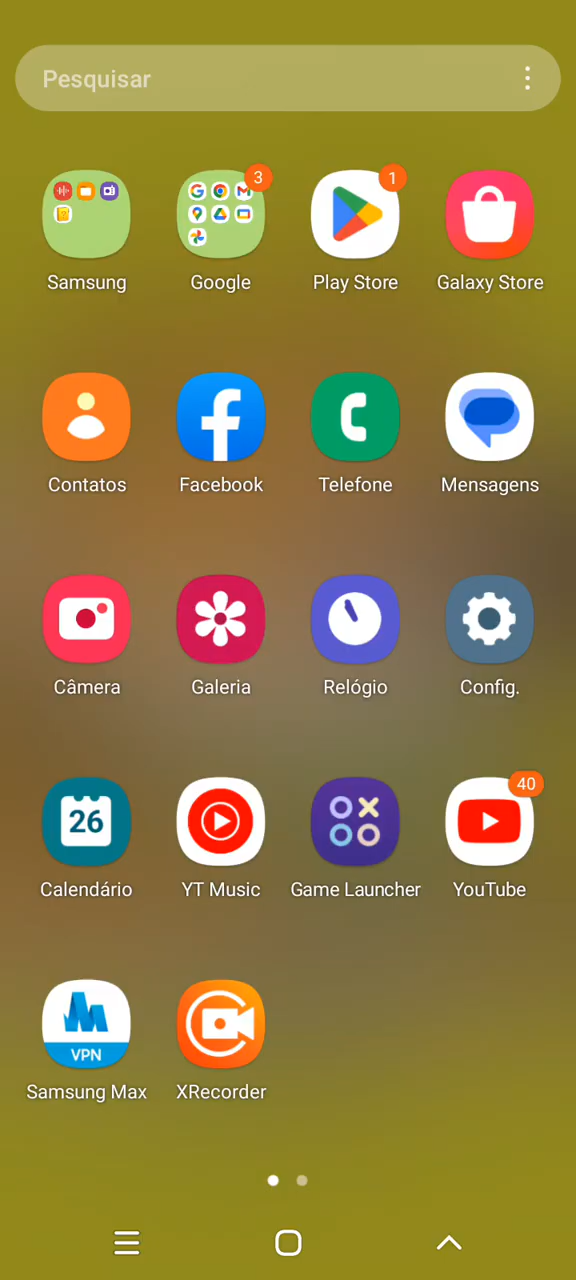 Pesquisar
3
1
Samsung
Google
Play Store
Galaxy Store
Contatos
Facebook
Telefone
Mensagens
Câmera
Galeria
Relógio
Config.
26
40
Calendário
YT Music
Game Launcher
YouTube
VPN
Samsung Max
XRecorder